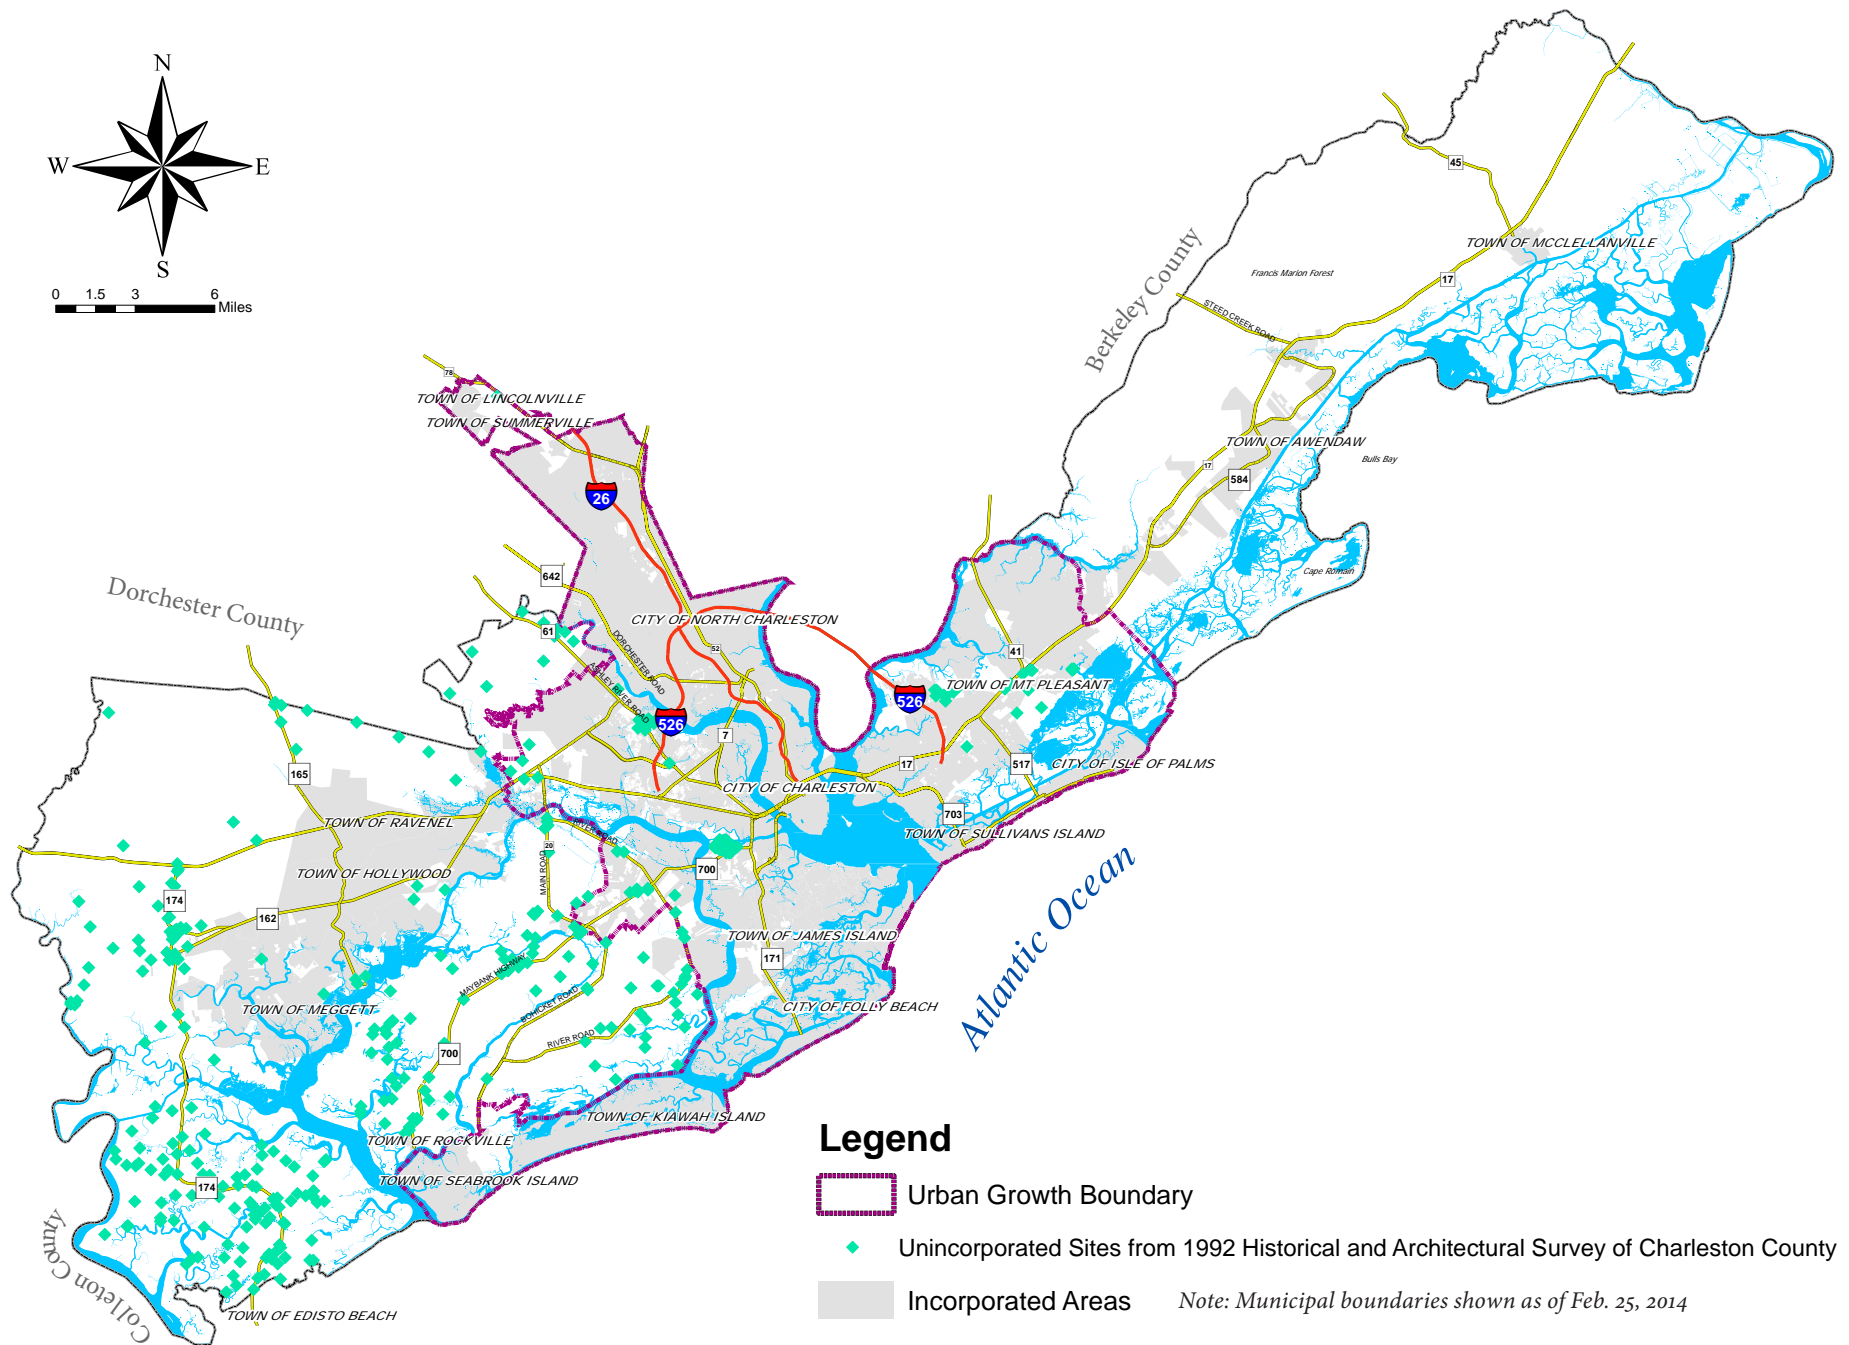 N
W
E
S
0 1.5 3 6
Miles
Berkeley County
Dorchester County
Colleton County
Atlantic Ocean
45
TOWN OF MCCLELLANVILLE
Francis Marion Forest
17
STEED CREEK ROAD
78
TOWN OF LINCOLNVILLE
TOWN OF SUMMERVILLE
TOWN OF AWENDAW
Bulls Bay
17
584
26
Cape Romain
642
CITY OF NORTH CHARLESTON
61
DORCHESTER ROAD
52
41
ASHLEY RIVER ROAD
TOWN OF MT PLEASANT
526
526
7
165
17
517
CITY OF ISLE OF PALMS
CITY OF CHARLESTON
703
TOWN OF RAVENEL
RIVER ROAD
TOWN OF SULLIVANS ISLAND
20
MAIN ROAD
700
TOWN OF HOLLYWOOD
174
162
TOWN OF JAMES ISLAND
171
MAYBANK HIGHWAY
BOHICKET ROAD
TOWN OF MEGGETT
CITY OF FOLLY BEACH
RIVER ROAD
700
TOWN OF KIAWAH ISLAND
TOWN OF ROCKVILLE
TOWN OF SEABROOK ISLAND
174
TOWN OF EDISTO BEACH
Legend
Urban Growth Boundary
Unincorporated Sites from 1992 Historical and Architectural Survey of Charleston County
Incorporated Areas
Note: Municipal boundaries shown as of Feb. 25, 2014